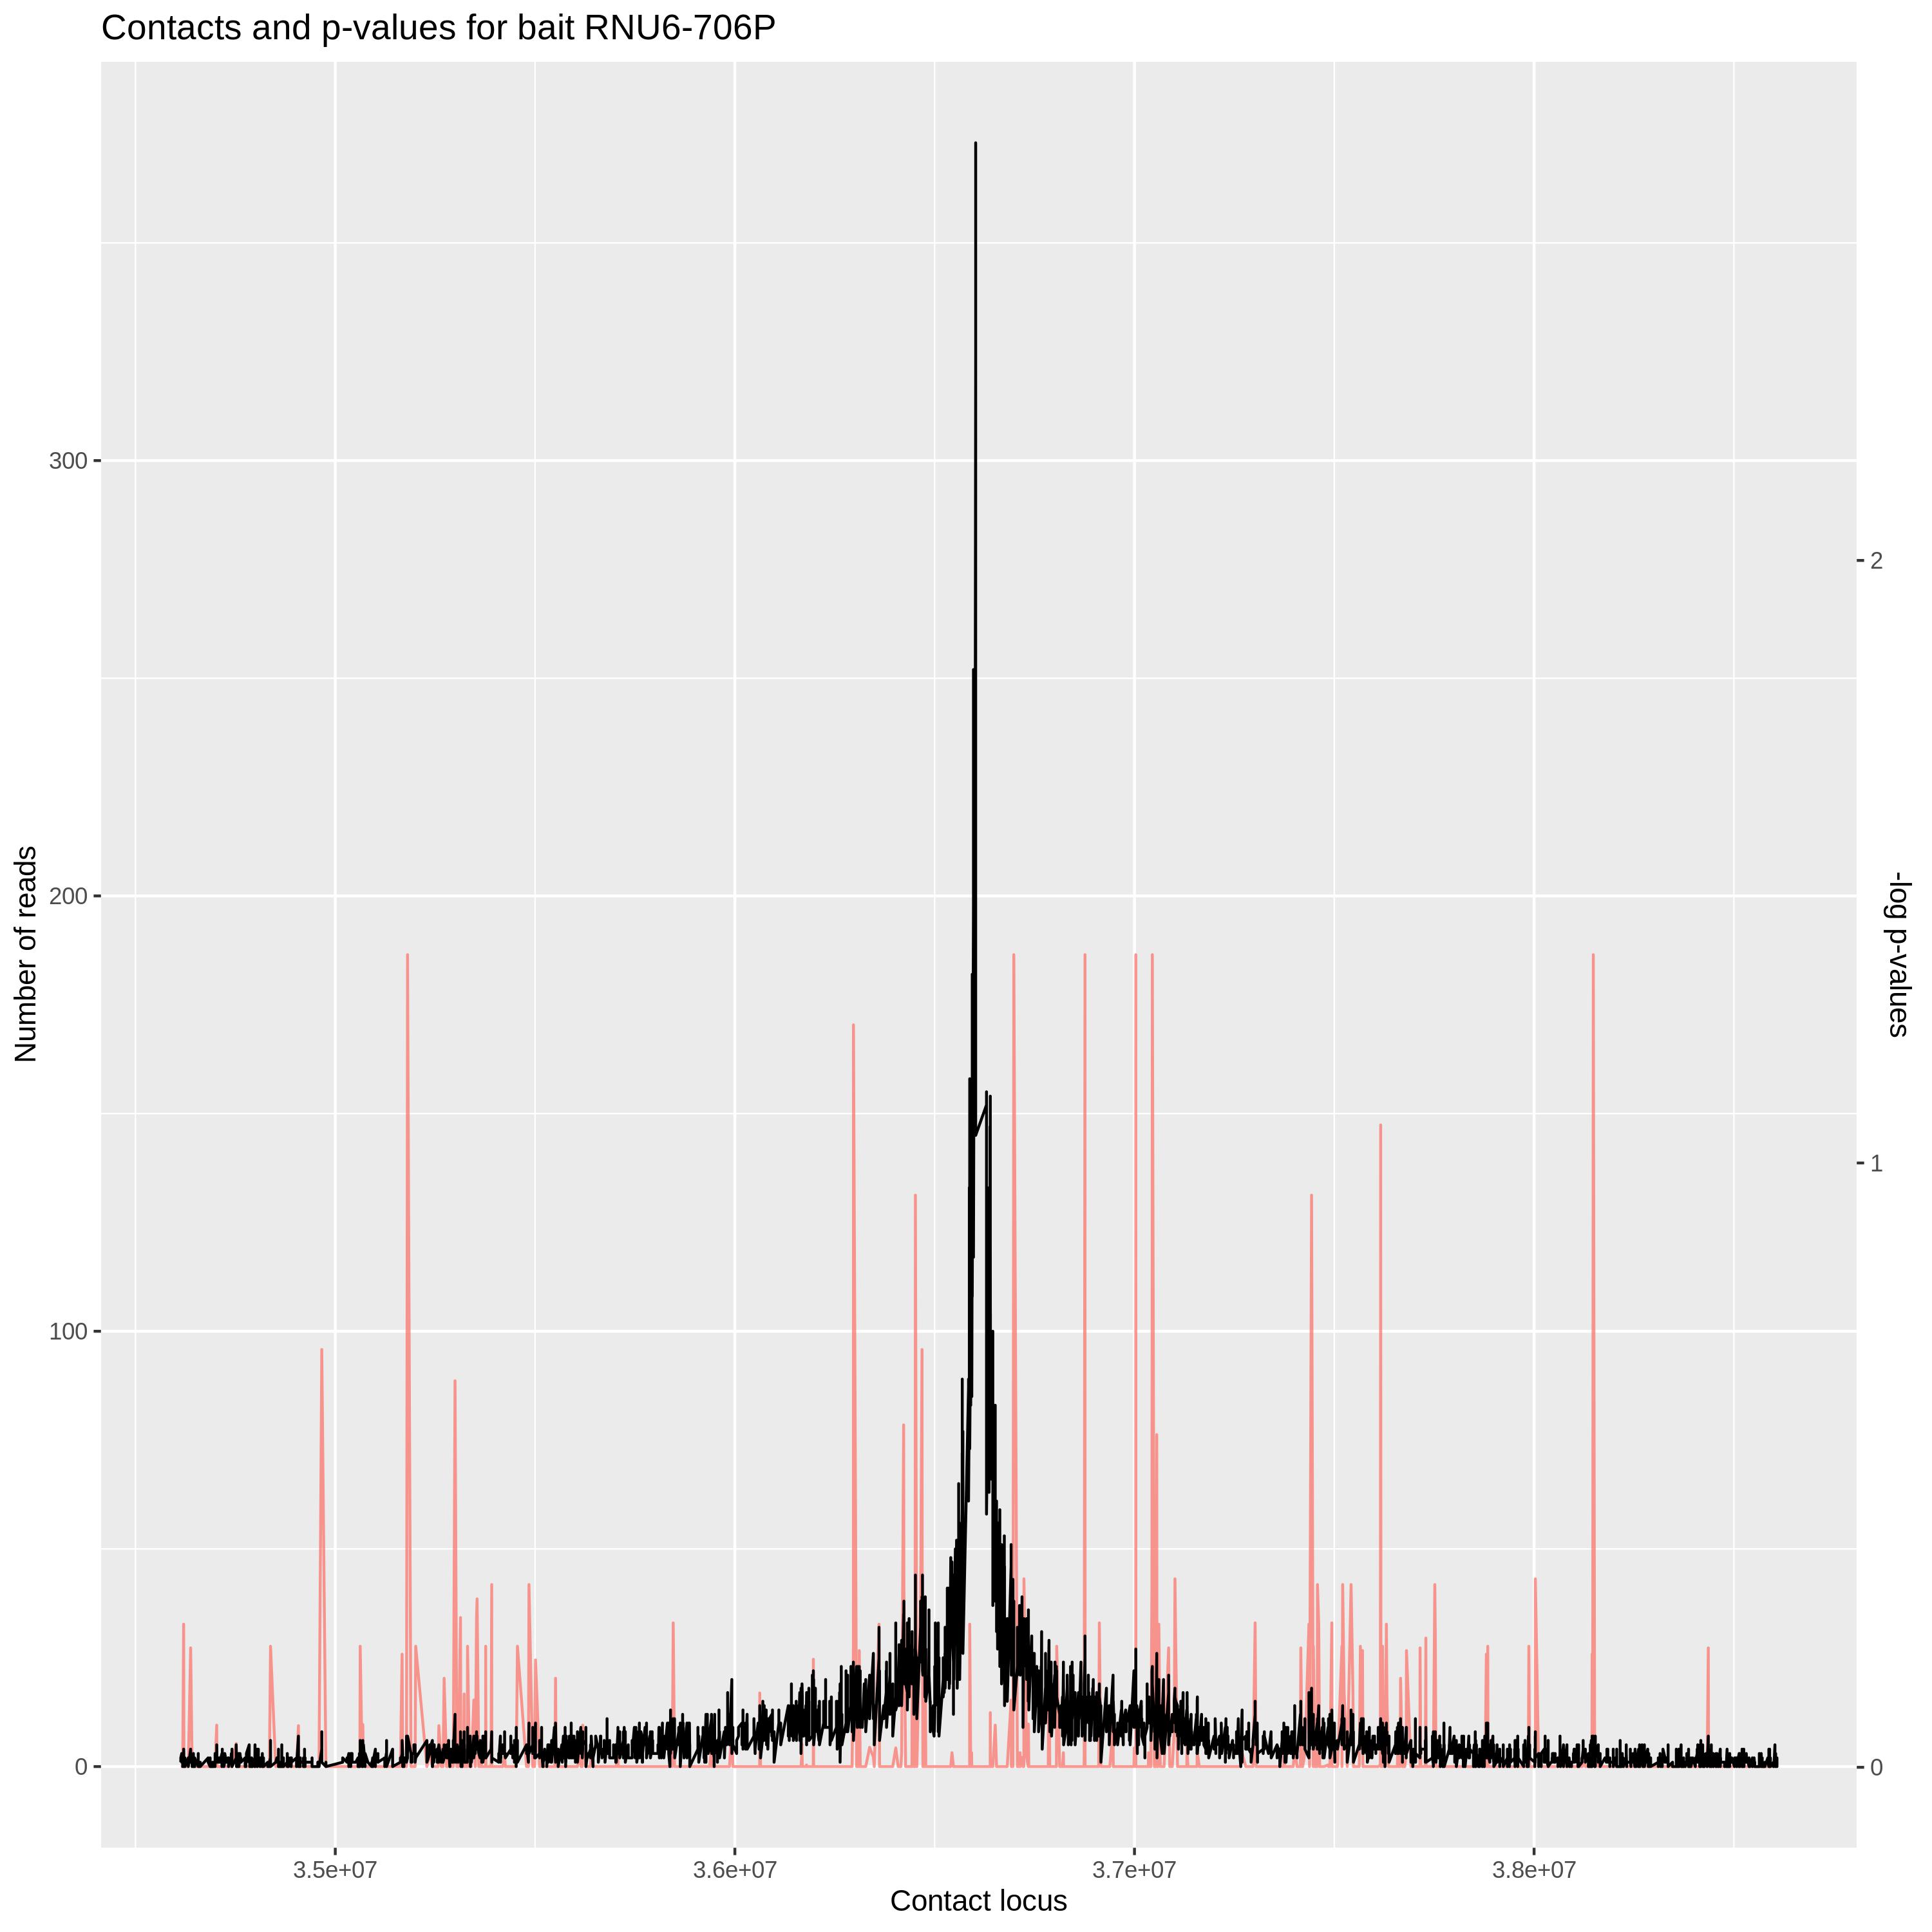 Contacts and p-values for bait RNU6-706P
Number of reads
300
200
100
0
2
1
0
-log p-values
3.5e+07
3.6e+07
3.7e+07
3.8e+07
Contact locus